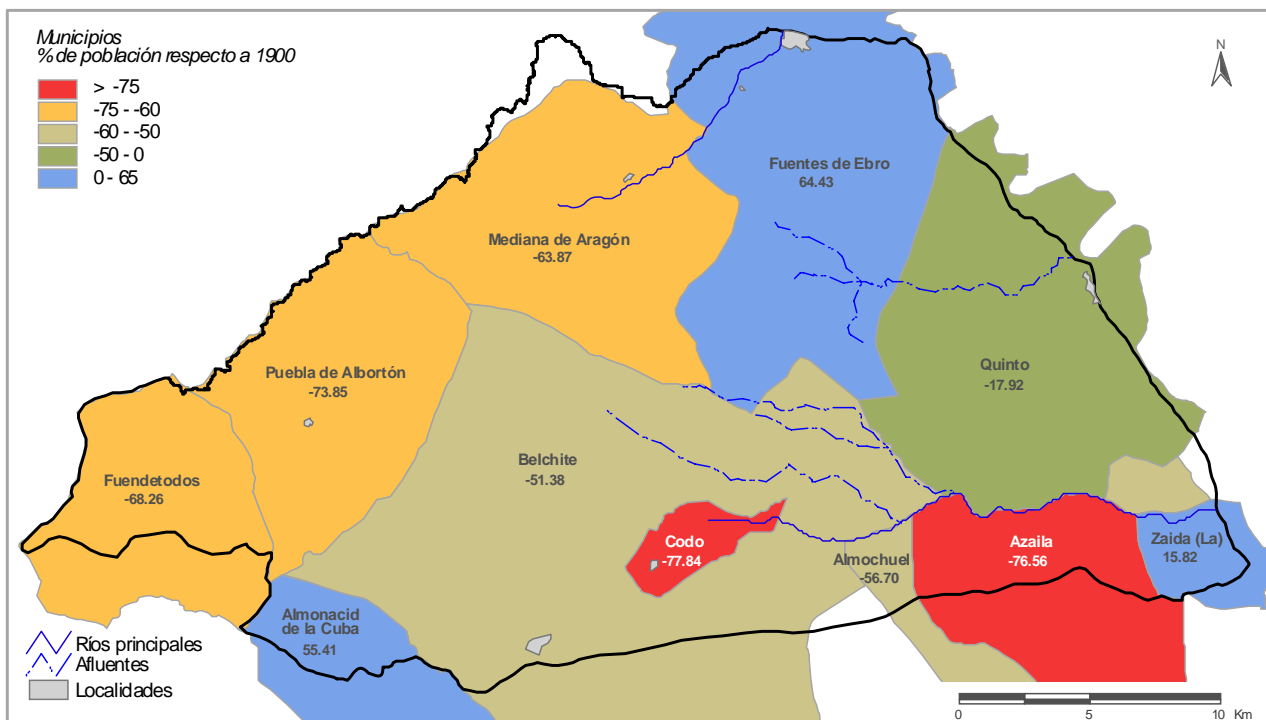 Municipios
% de población respecto a 1900
> -75
-75 - -60
-60 - -50
-50 - 0
0 - 65
N
Fuentes de Ebro
64.43
Mediana de Aragón
-63.87
Puebla de Albortón
-73.85
Quinto
-17.92
Fuendetodos
-68.26
Belchite
-51.38
Codo
-77.84
Almochuel
-56.70
Azaila
-76.56
Zaida (La)
15.82
Almonacid
de la Cuba
55.41
Ríos principales
Afluentes
Localidades
0 5 10 Km